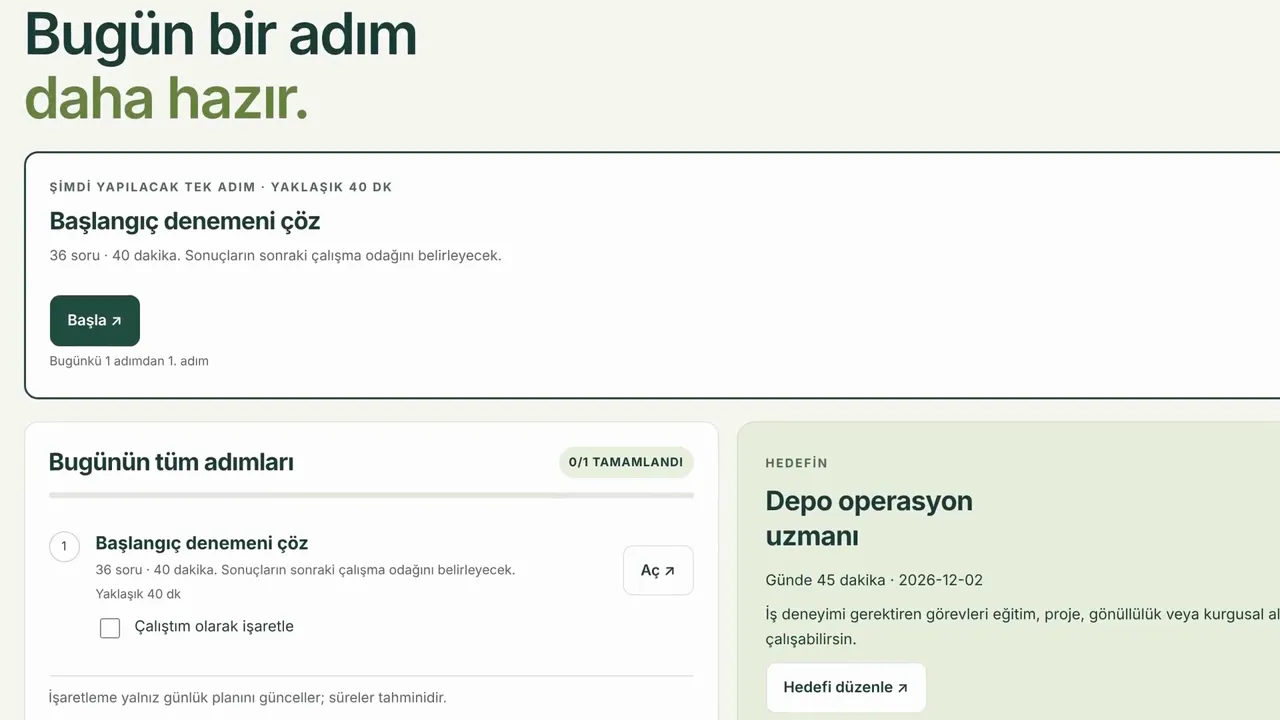 Bugün bir adım
daha hazır.
ŞİMDİ YAPILACAK TEK ADIM · YAKLAŞIK 40 DK
Başlangıç denemeni çöz
36 soru · 40 dakika. Sonuçların sonraki çalışma odağını belirleyecek.
Başla ↗
Bugünkü 1 adımdan 1. adım
Bugünün tüm adımları
0/1 TAMAMLANDI
1
Başlangıç denemeni çöz
36 soru · 40 dakika. Sonuçların sonraki çalışma odağını belirleyecek.
Yaklaşık 40 dk
Aç ↗
Çalıştım olarak işaretle
İşaretleme yalnız günlük planını günceller; süreler tahminidir.
HEDEFİN
Depo operasyon
uzmanı
Günde 45 dakika · 2026-12-02
İş deneyimi gerektiren görevleri eğitim, proje, gönüllülük veya kurgusal
çalışabilirsin.
Hedefi düzenle ↗